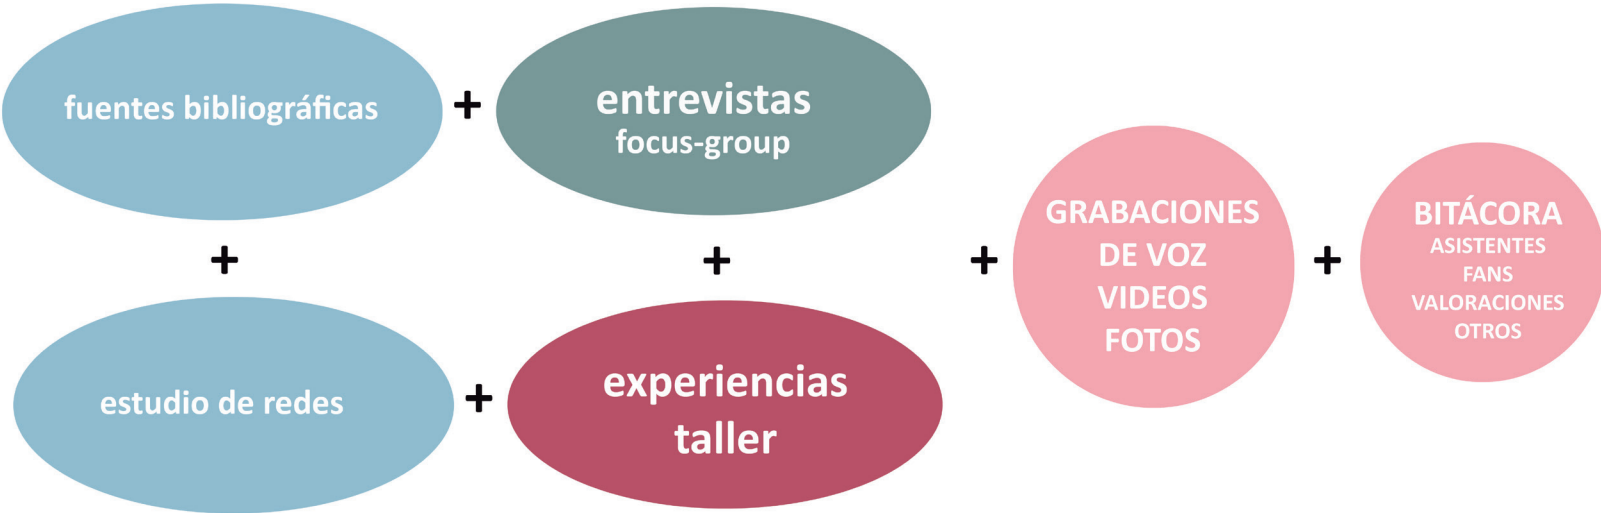 fuentes bibliográficas
+
entrevistas
focus-group
+
+
estudio de redes
+
experiencias
taller
+
GRABACIONES
DE VOZ
VIDEOS
FOTOS
+
BITÁCORA
ASISTENTES
FANS
VALORACIONES
OTROS